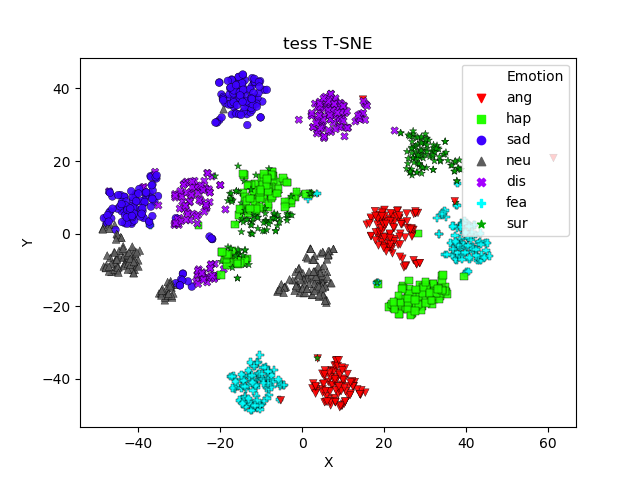 tess T-SNE
Emotion
ang
hap
sad
neu
dis
fea
sur
40
20
0
−20
−40
Y
−40
−20
0
20
40
60
X